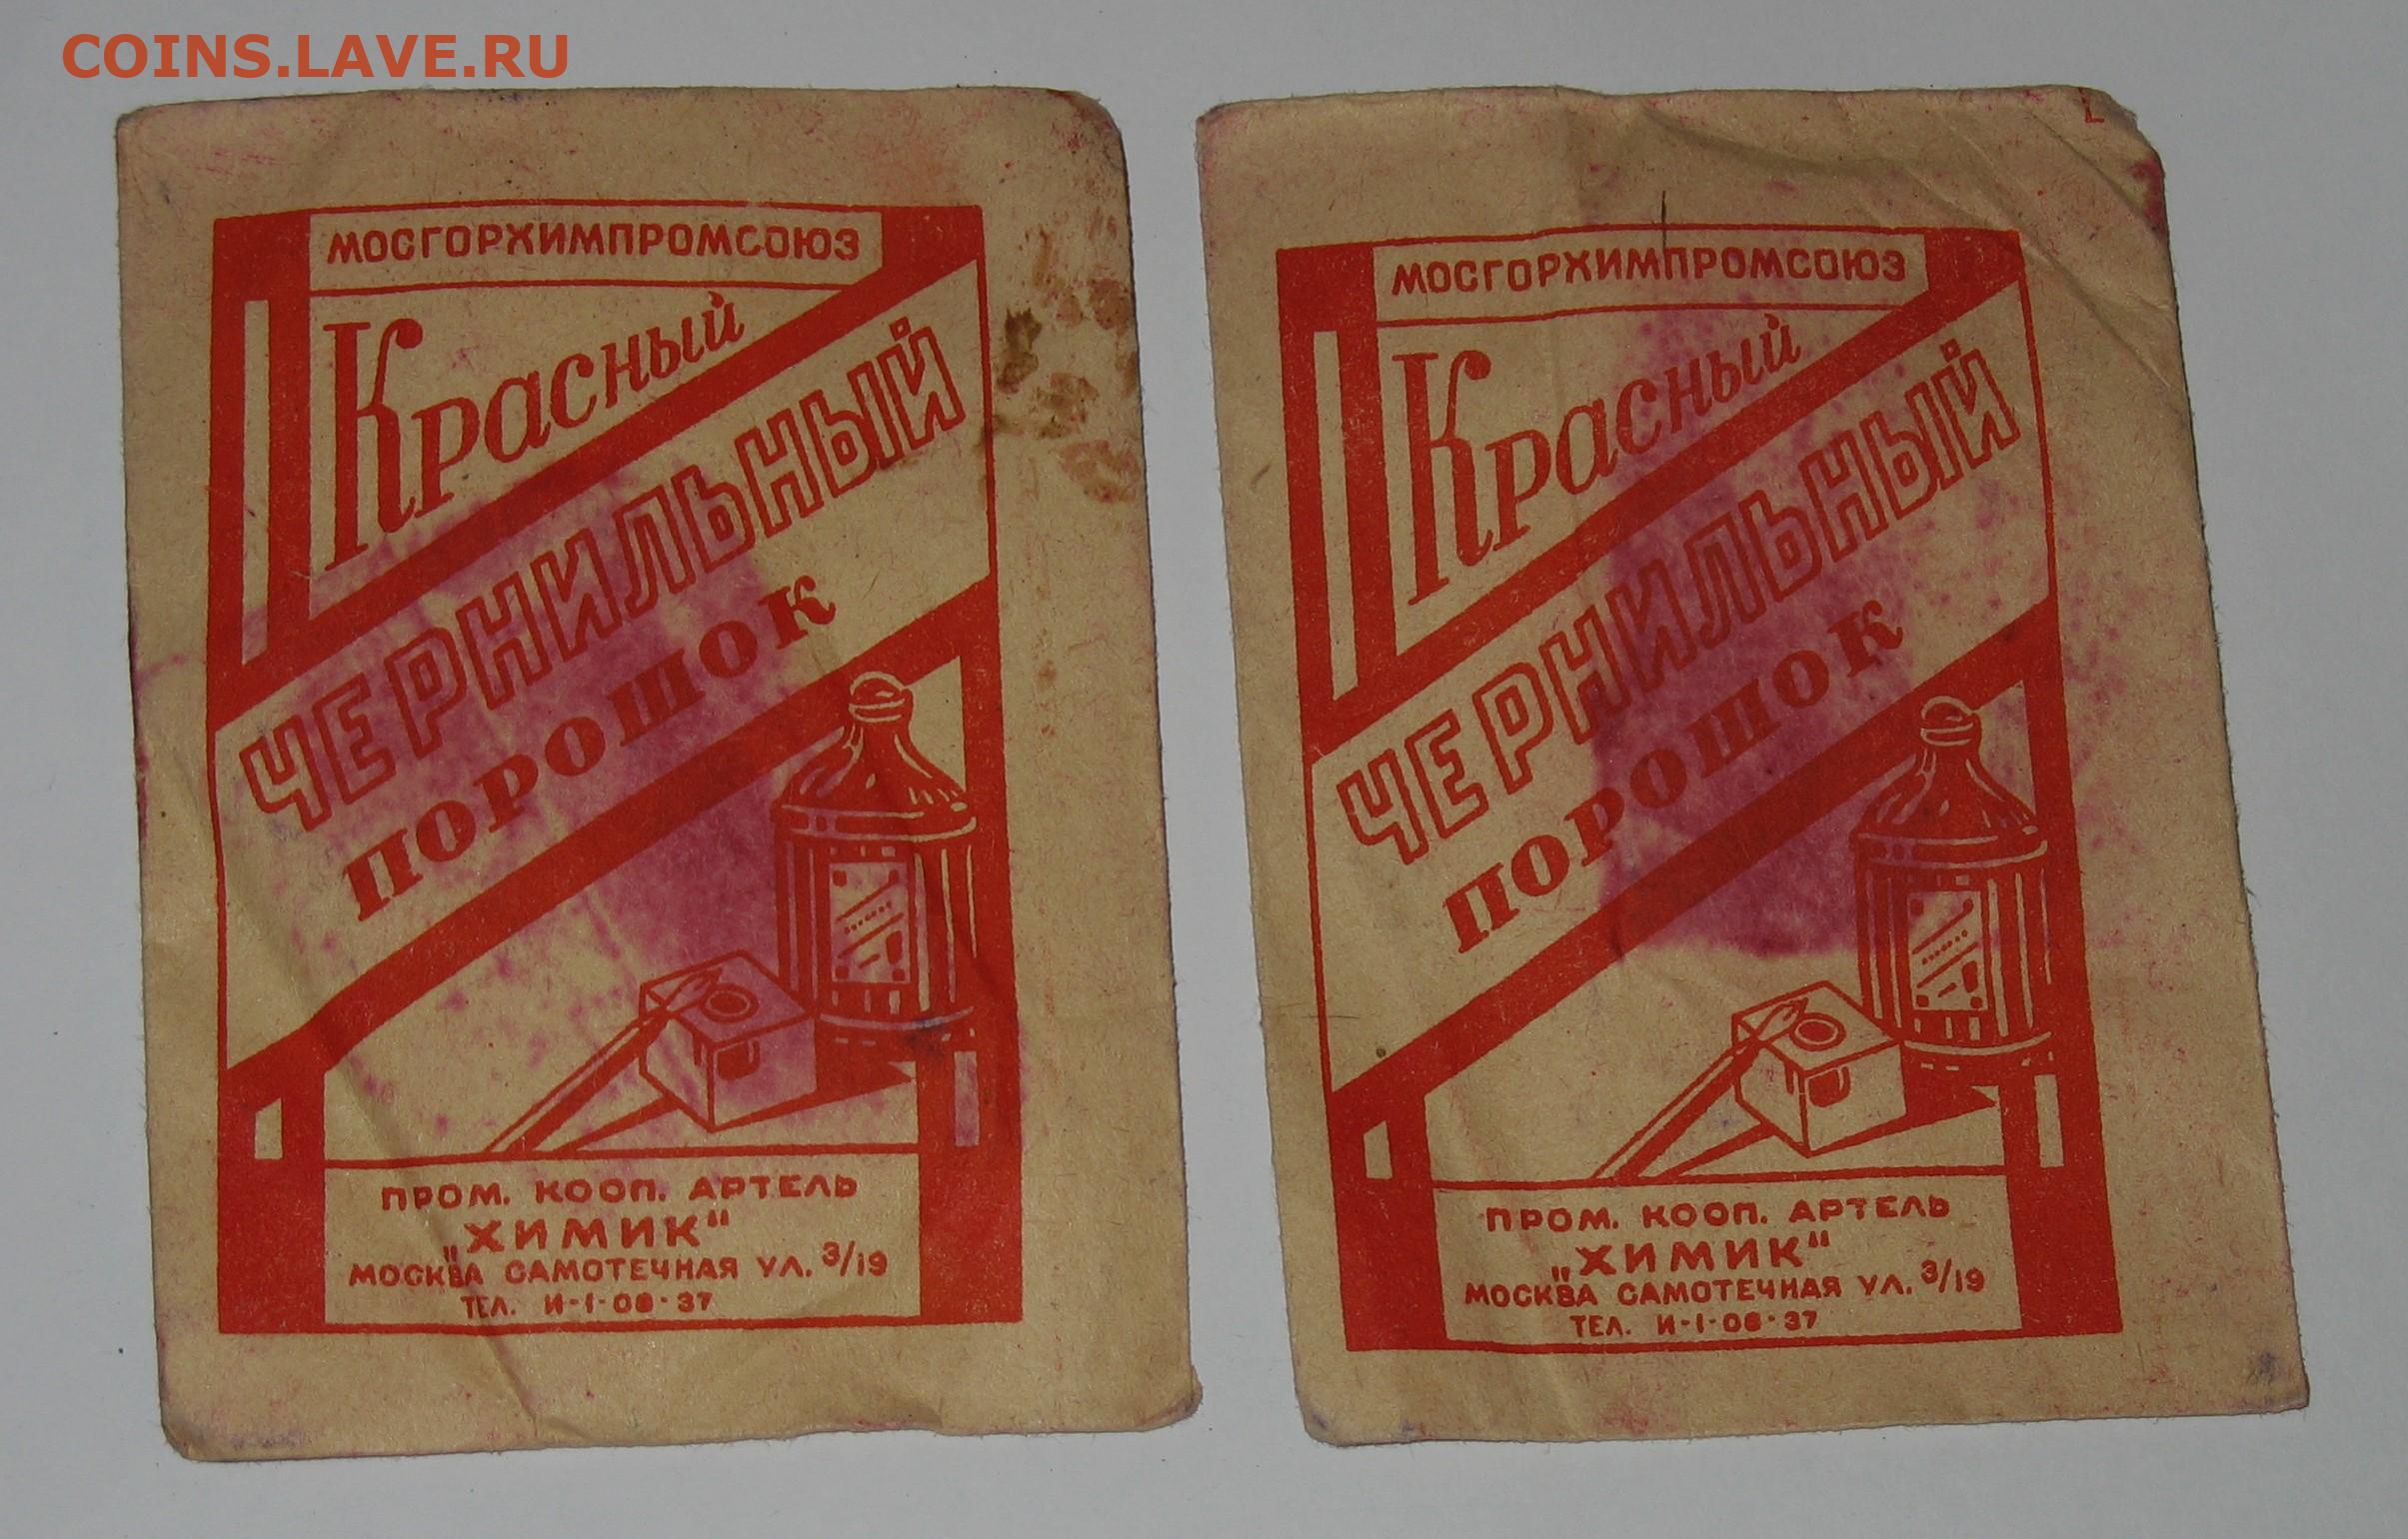 COINS.LAVE.RU
МОСГОРХИМПРОМСОЮЗ
Красный
ЧЕРНИЛЬНЫЙ
ПОРОШОК
ПРОМ. КООП. АРТЕЛЬ
„ХИМИК"
МОСКВА САМОТЕЧНАЯ УЛ. 3/19
ТЕЛ. И-1-08-37
МОСГОРХИМПРОМСОЮЗ
Красный
ЧЕРНИЛЬНЫЙ
ПОРОШОК
ПРОМ. КООП. АРТЕЛЬ
„ХИМИК"
МОСКВА САМОТЕЧНАЯ УЛ. 3/19
ТЕЛ. И-1-08-37